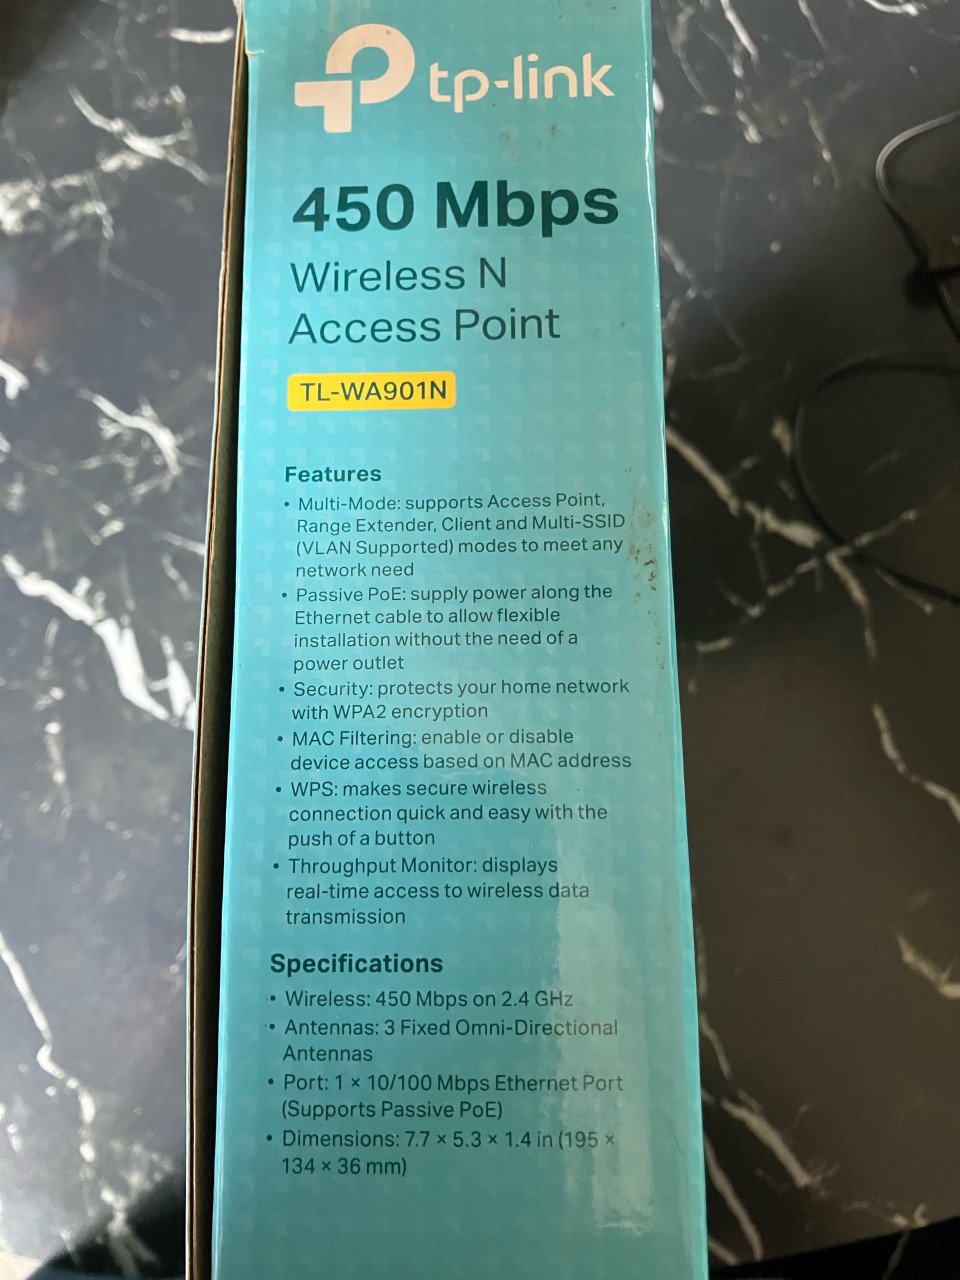 tp-link
450 Mbps
Wireless N
Access Point
TL-WA901N
Features
• Multi-Mode: supports Access Point,
Range Extender, Client and Multi-SSID
(VLAN Supported) modes to meet any
network need
• Passive PoE: supply power along the
Ethernet cable to allow flexible
installation without the need of a
power outlet
• Security: protects your home network
with WPA2 encryption
• MAC Filtering: enable or disable
device access based on MAC address
• WPS: makes secure wireless
connection quick and easy with the
push of a button
• Throughput Monitor: displays
real-time access to wireless data
transmission
Specifications
• Wireless: 450 Mbps on 2.4 GHz
• Antennas: 3 Fixed Omni-Directional
Antennas
• Port: 1 × 10/100 Mbps Ethernet Port
(Supports Passive PoE)
• Dimensions: 7.7 × 5.3 × 1.4 in (195 ×
134 × 36 mm)